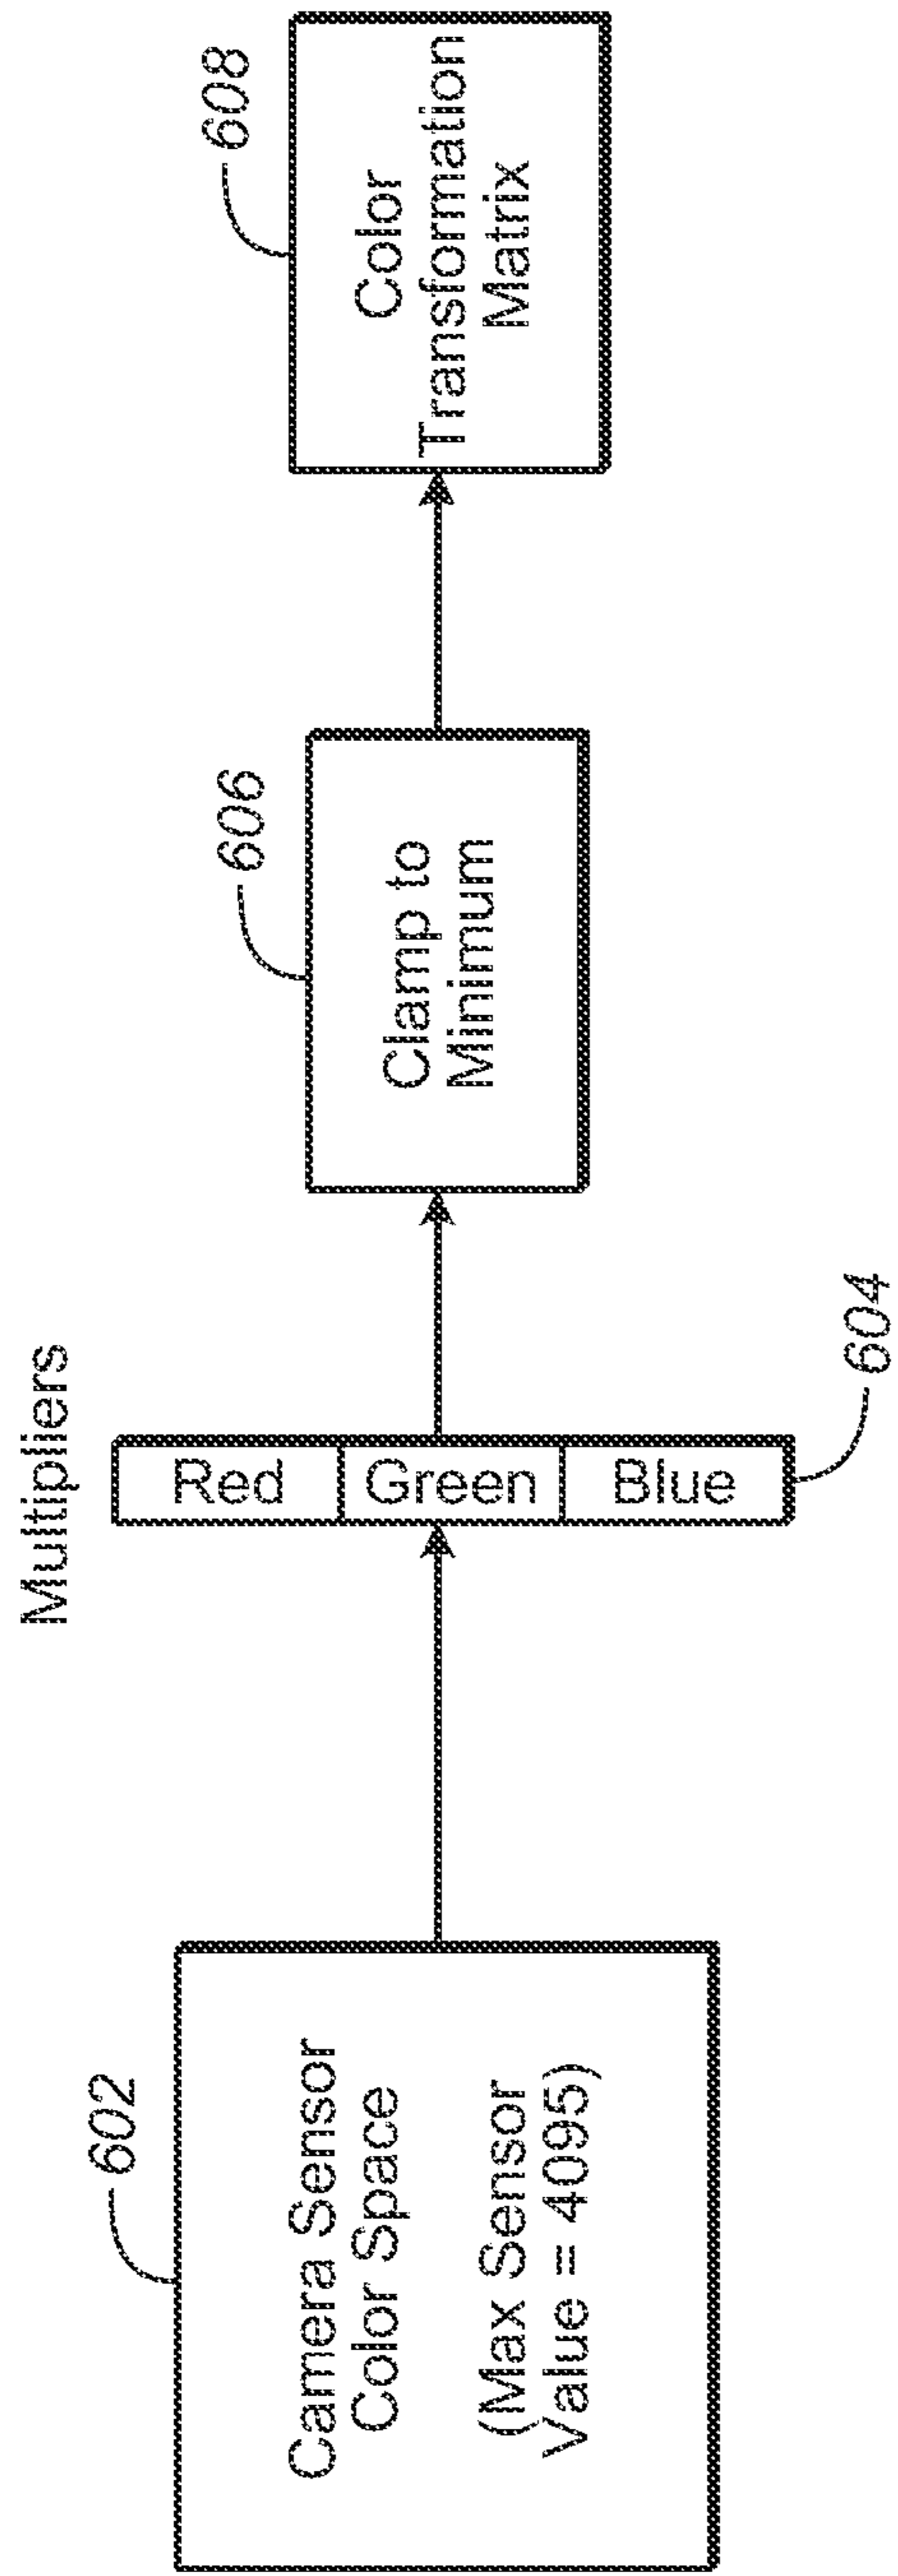 602
Camera Sensor
Color Space
(Max Sensor
Value = 4095)
Multipliers
Red
Green
Blue
604
606
Clamp to
Minimum
608
Color
Transformation
Matrix